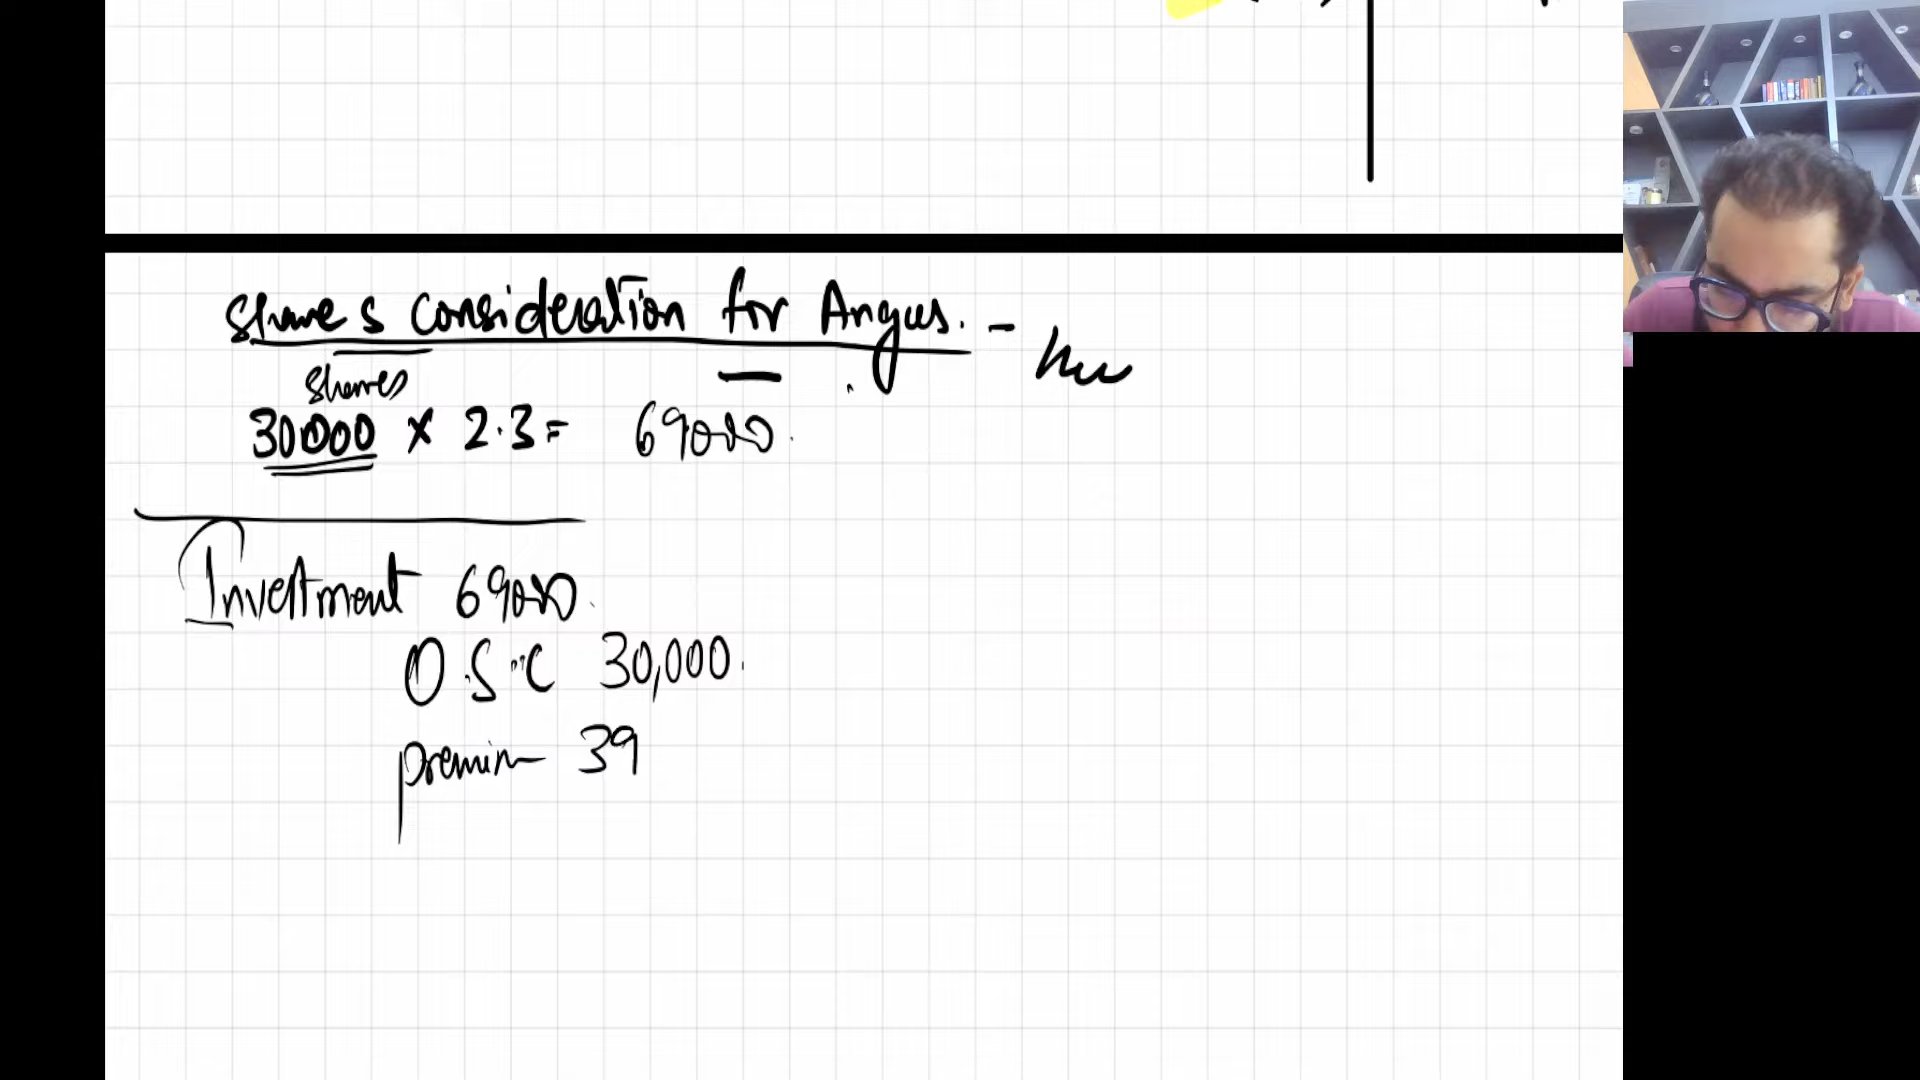 Shares Consideration for Angus. -
shares
30000 × 2.3 = 69000.
Investment 69000.
O.S.C 30,000.
premium 39